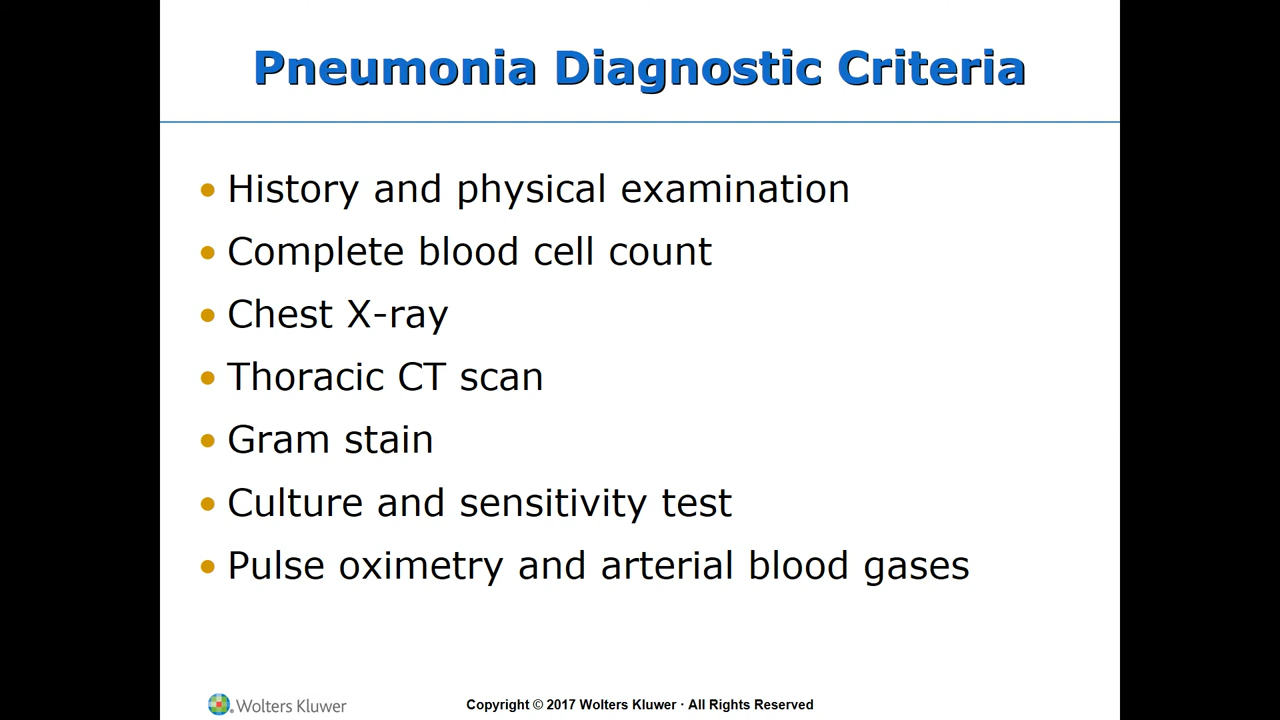 Pneumonia Diagnostic Criteria
• History and physical examination
• Complete blood cell count
• Chest X-ray
• Thoracic CT scan
• Gram stain
• Culture and sensitivity test
• Pulse oximetry and arterial blood gases
Wolters Kluwer
Copyright © 2017 Wolters Kluwer · All Rights Reserved